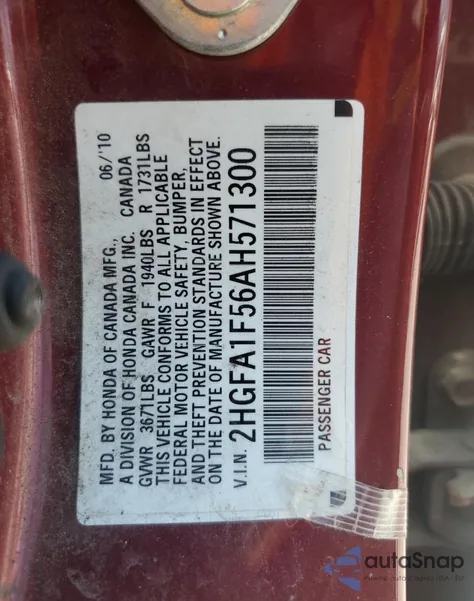 MFD. BY HONDA OF CANADA MFG., 06/'10
A DIVISION OF HONDA CANADA INC. CANADA
GVWR 3671LBS GAWR F 1940LBS R 1731LBS
THIS VEHICLE CONFORMS TO ALL APPLICABLE
FEDERAL MOTOR VEHICLE SAFETY, BUMPER,
AND THEFT PREVENTION STANDARDS IN EFFECT
ON THE DATE OF MANUFACTURE SHOWN ABOVE.
V.I.N. 2HGFA1F56AH571300
PASSENGER CAR
autoSnap